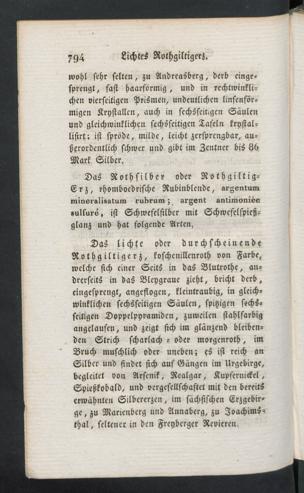 794 Lichtes Rothgiltigerz.
wohl sehr selten, zu Andreasberg, derb einge-
sprengt, fast haarförmig, und in rechtwinkli-
chen vierseitigen Prismen, undeutlichen linsenför-
migen Krystallen, auch in sechsseitigen Säulen
und gleichwinklichen sechsseitigen Tafeln krystal-
lisirt; ist spröde, milde, leicht zersprengbar, au-
ßerordentlich schwer und gibt im Zentner bis 86
Mark Silber.
Das Rothsilber oder Rothgiltig-
Erz, rhomboedrische Rubinblende, argentum
mineralisatum rubrum; argent antimonièe
sulfuré, ist Schwefelsilber mit Schwefelspieß-
glanz und hat folgende Arten.
Das lichte oder durchscheinende
Rothgiltigerz, koschenillenroth von Farbe,
welche sich einer Seits in das Blutrothe, an-
drerseits in das Bleygraue zieht, bricht derb,
eingesprengt, angeflogen, kleintraubig, in gleich-
winklichen sechsseitigen Säulen, spizigen sechs-
seitigen Doppelpyramiden, zuweilen stahlfarbig
angelaufen, und zeigt sich im glänzend bleiben-
den Strich scharlach- oder morgenroth, im
Bruch muschlich oder uneben; es ist reich an
Silber und findet sich auf Gängen im Urgebirge,
begleitet von Arsenik, Realgar, Kupfernickel,
Spießkobald, und vergesellschaftet mit den bereits
erwähnten Silbererzen, im sächsischen Erzgebir-
ge, zu Marienberg und Annaberg, zu Joachims-
thal, seltener in den Freyberger Revieren.